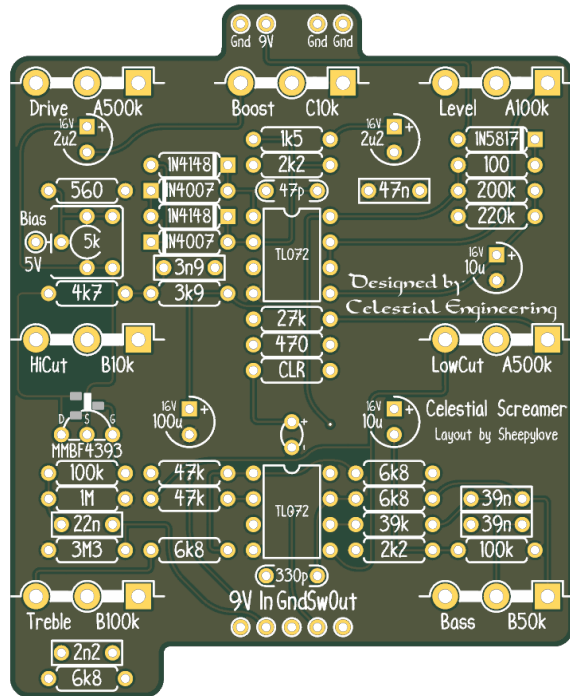 Gnd 9V Gnd Gnd
Drive A500k Boost C10k Level A100k
16V 2u2 + 1k5 16V 2u2 + 1N5817
1N4148 2k2 100
560 1N4007 47p 47n 200k
Bias 1N4148 220k
5k 1N4007 TL072
5V 3n9 16V 10u +
4k7 3k9 Designed by:
Celestial Engineering
27k
HiCut B10k 470 LowCut A500k
CLR
D S G 16V 100u + + - 16V 10u + Celestial Screamer
MMBF4393 Layout by Sheepylove
100k 47k 6k8
1M 47k TL072 6k8 39n
22n 39k 39n
3M3 6k8 2k2 100k
330p
Treble B100k 9V In Gnd Sw Out Bass B50k
2n2
6k8